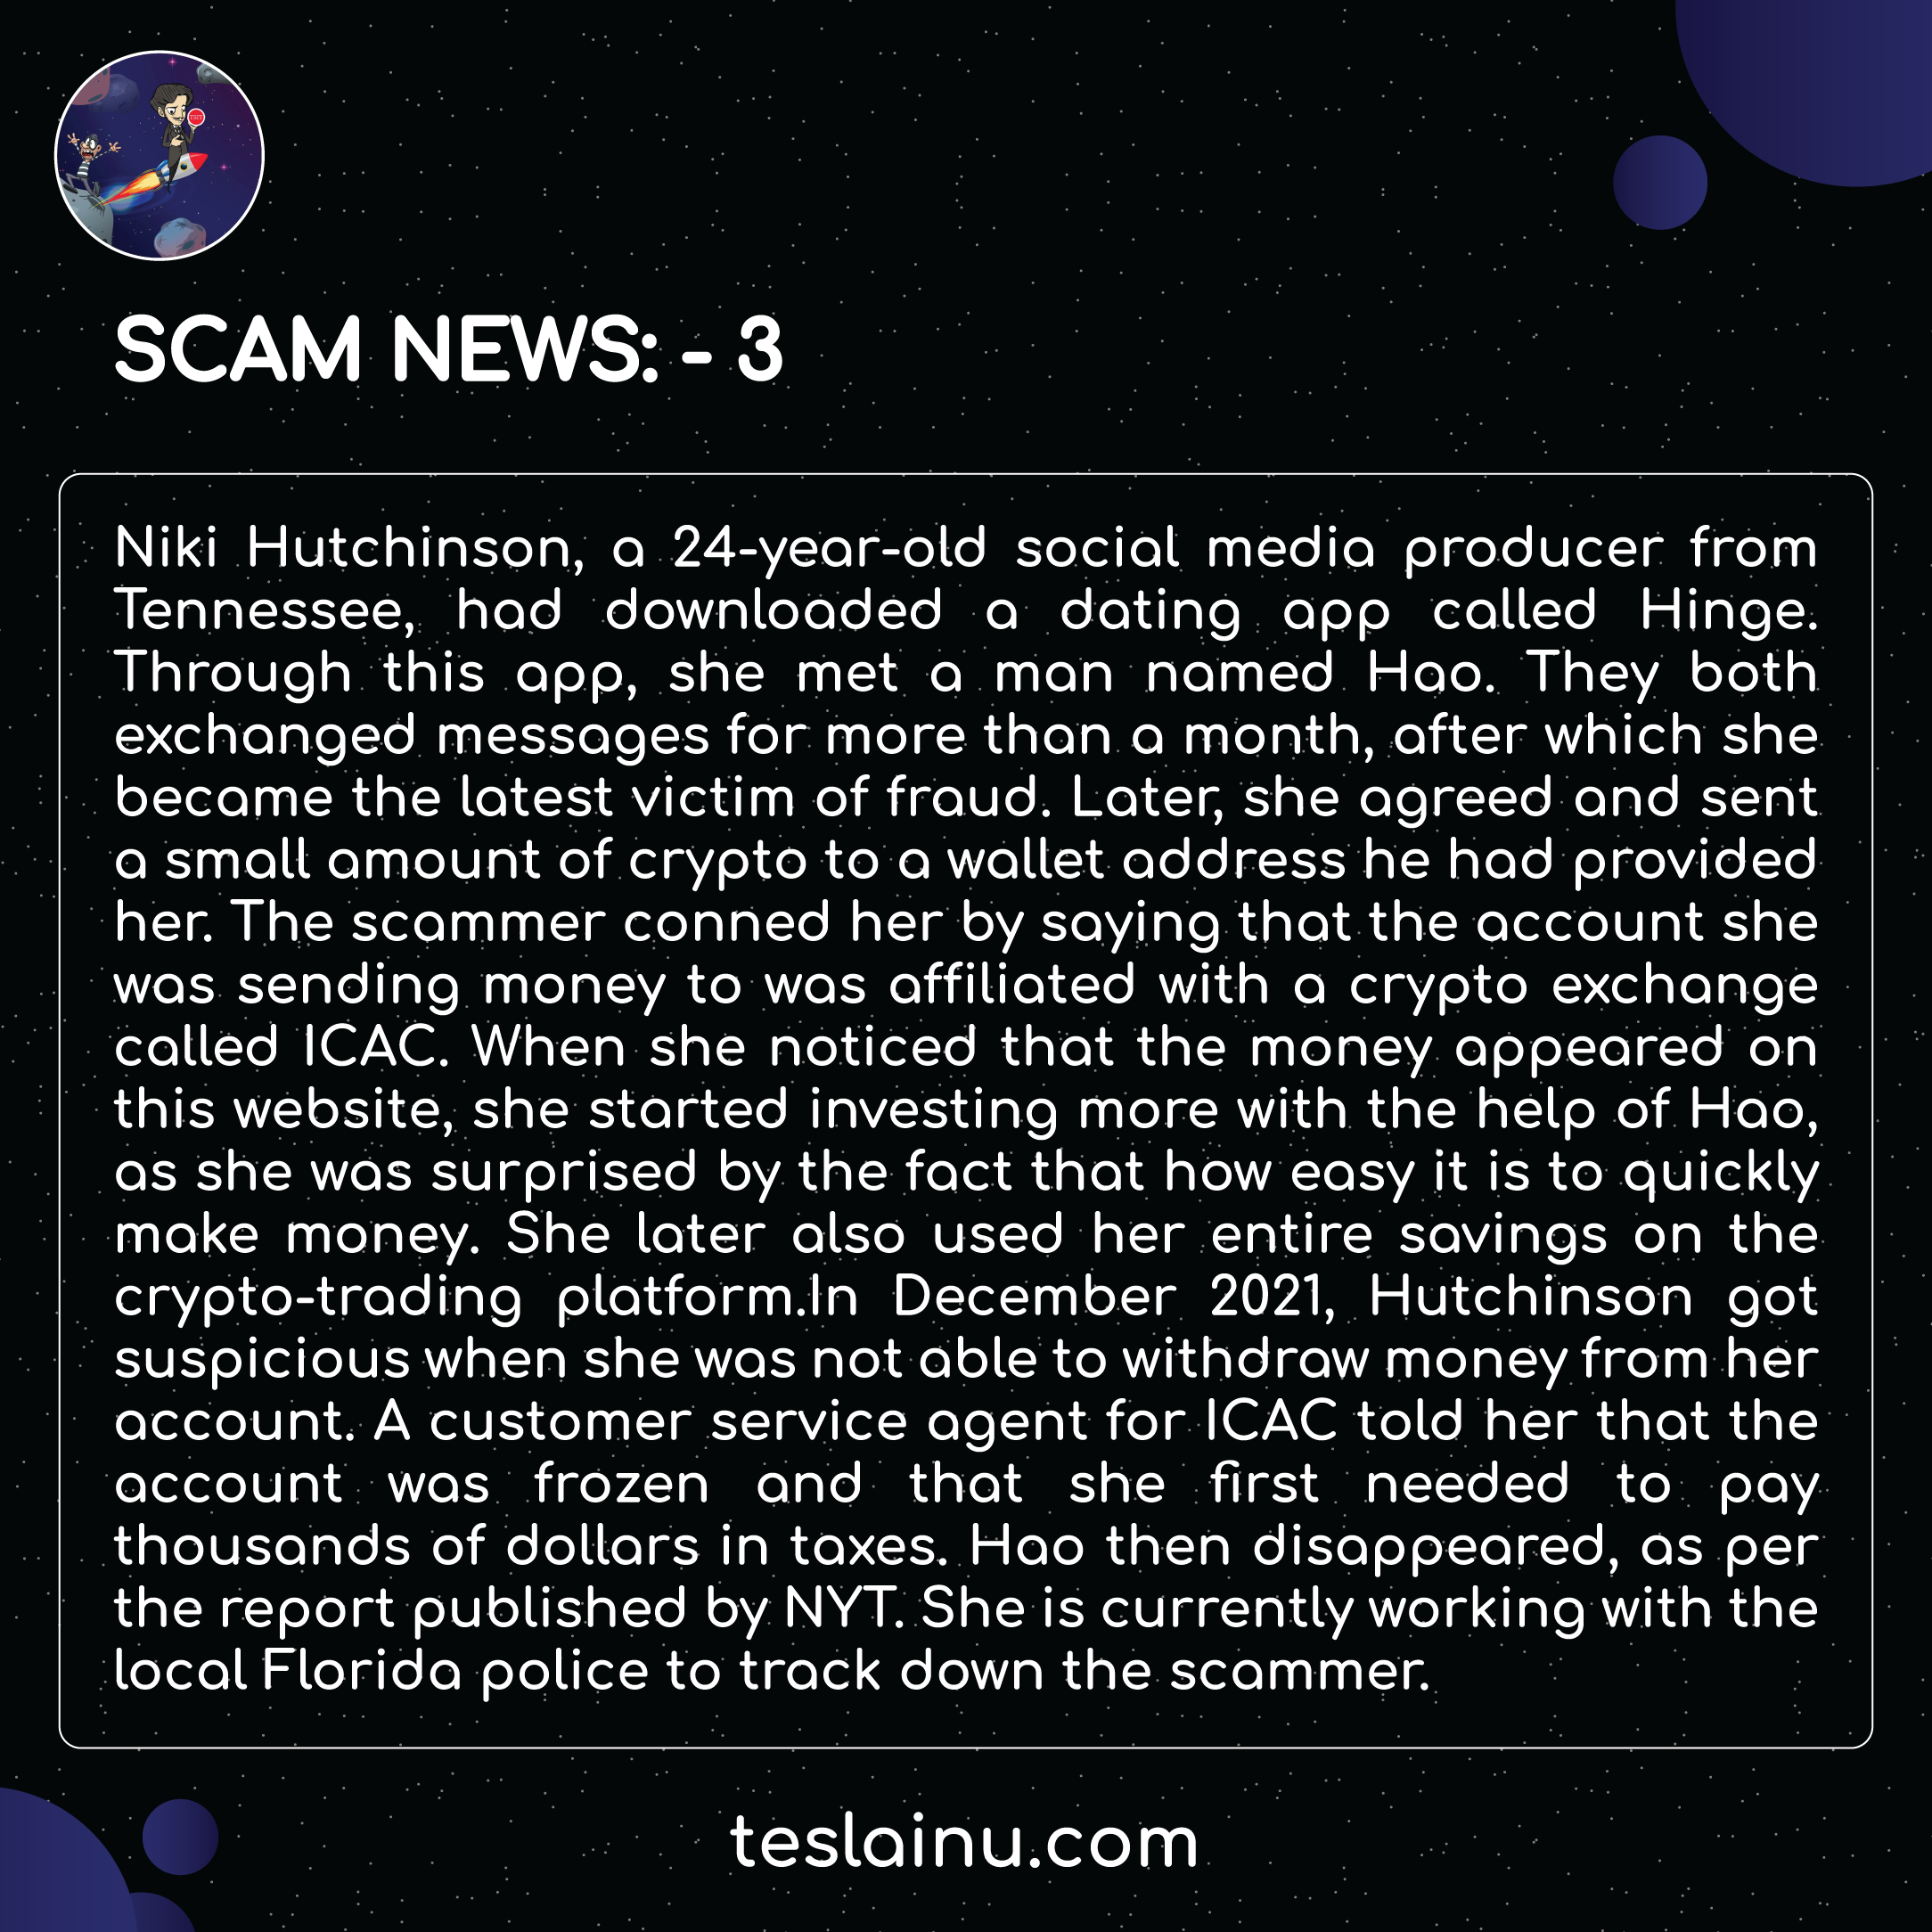 SCAM NEWS: - 3
Niki Hutchinson, a 24-year-old social media producer from
Tennessee, had downloaded a dating app called Hinge.
Through this app, she met a man named Hao. They both
exchanged messages for more than a month, after which she
became the latest victim of fraud. Later, she agreed and sent
a small amount of crypto to a wallet address he had provided
her. The scammer conned her by saying that the account she
was sending money to was affiliated with a crypto exchange
called ICAC. When she noticed that the money appeared on
this website, she started investing more with the help of Hao,
as she was surprised by the fact that how easy it is to quickly
make money. She later also used her entire savings on the
crypto-trading platform.In December 2021, Hutchinson got
suspicious when she was not able to withdraw money from her
account. A customer service agent for ICAC told her that the
account was frozen and that she first needed to pay
thousands of dollars in taxes. Hao then disappeared, as per
the report published by NYT. She is currently working with the
local Florida police to track down the scammer.
teslainu.com